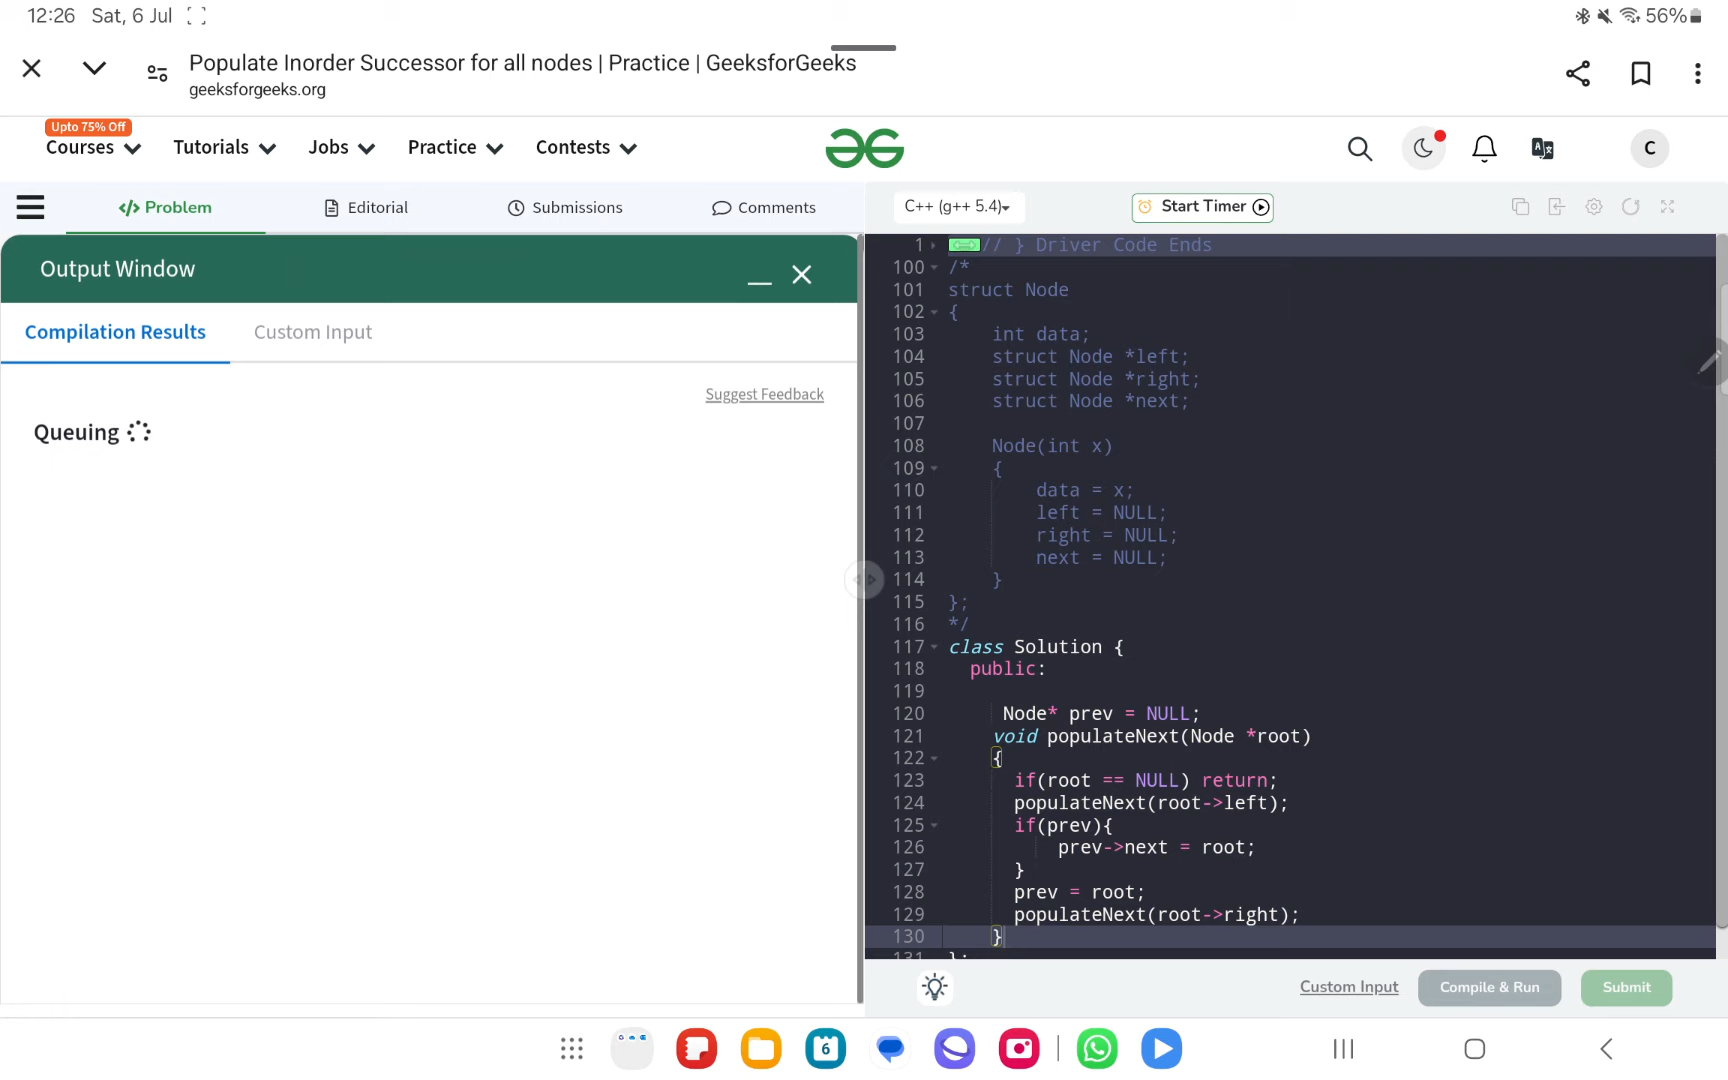 12:26 Sat, 6 Jul 56%
Populate Inorder Successor for all nodes | Practice | GeeksforGeeks
geeksforgeeks.org
Upto 75% Off
Courses Tutorials Jobs Practice Contests C
Problem Editorial Submissions Comments C++ (g++ 5.4) Start Timer
Output Window
Compilation Results Custom Input
Suggest Feedback
Queuing
1 // } Driver Code Ends
100 /*
101 struct Node
102 {
103 int data;
104 struct Node *left;
105 struct Node *right;
106 struct Node *next;
107
108 Node(int x)
109 {
110 data = x;
111 left = NULL;
112 right = NULL;
113 next = NULL;
114 }
115 };
116 */
117 class Solution {
118 public:
119
120 Node* prev = NULL;
121 void populateNext(Node *root)
122 {
123 if(root == NULL) return;
124 populateNext(root->left);
125 if(prev){
126 prev->next = root;
127 }
128 prev = root;
129 populateNext(root->right);
130 }
131 };
Custom Input Compile & Run Submit
6